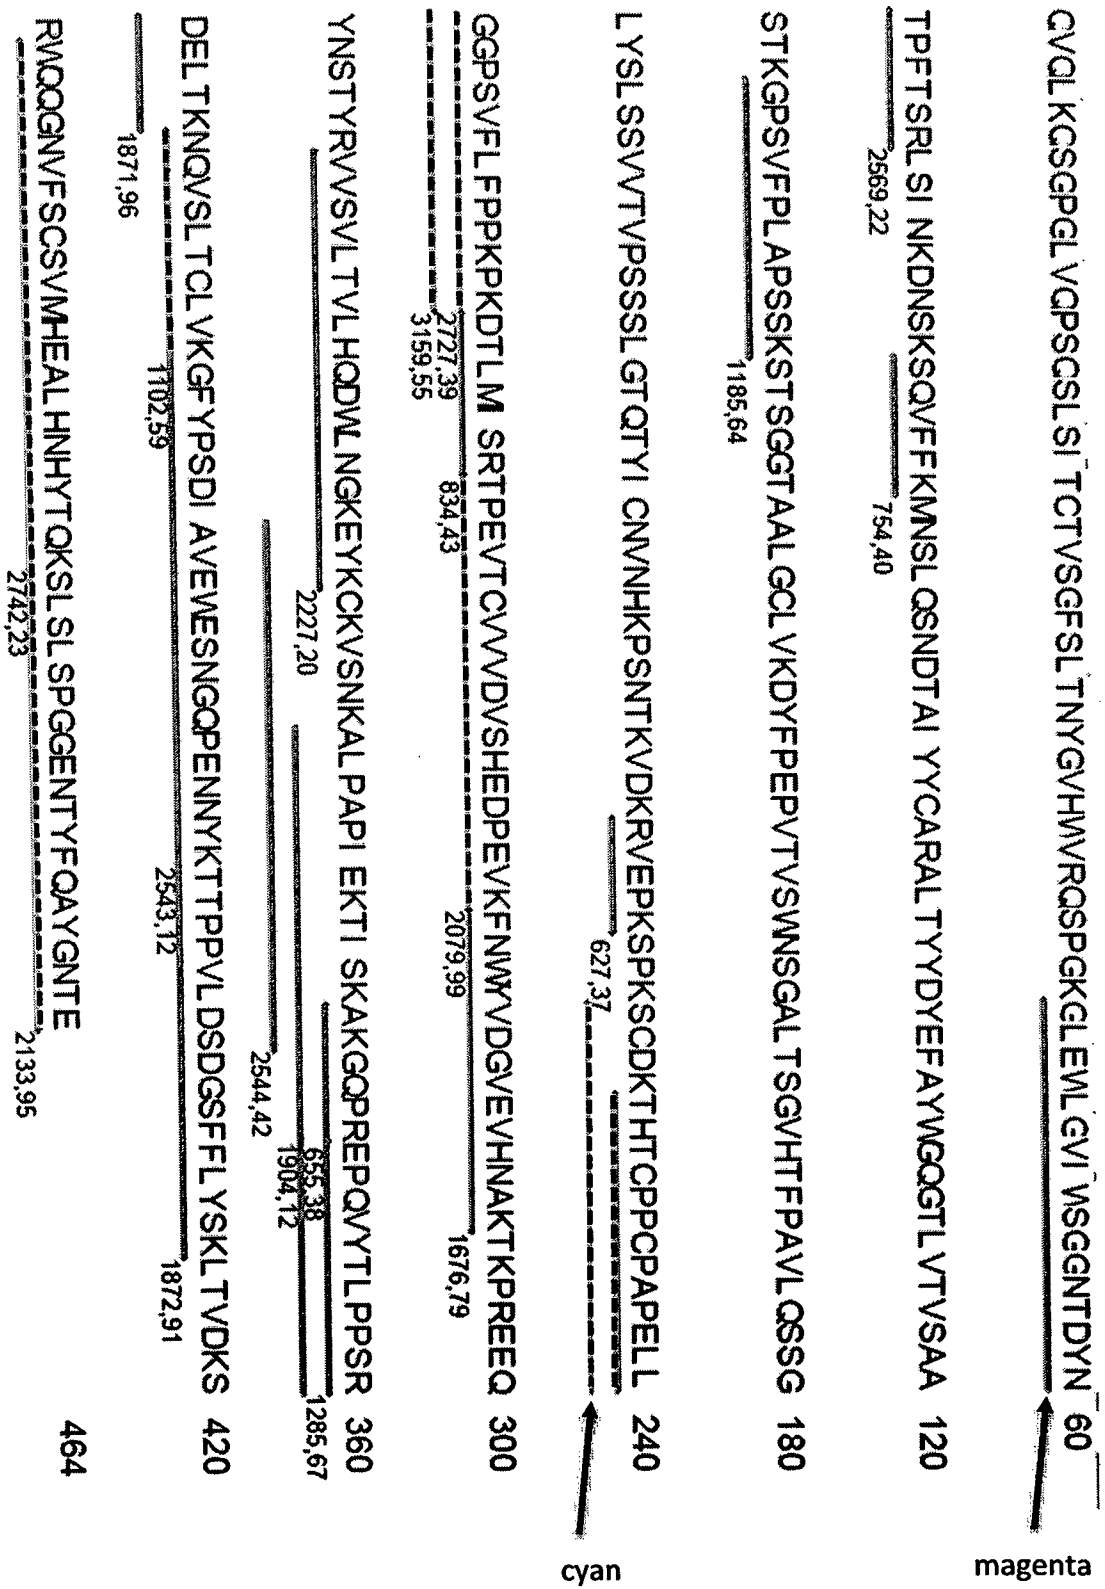 QVQLKQSGPGLVQPSQSLSITCTVSGFSLTNYGVHWVRQSPGKGLEWLGVIWSGGNTDYN 60
magenta
TPFTSRLSINKDNSKSQVFFKMNSLQSNDTAIYYCARALTYYDYEFAYWGQGTLVTVSAA 120
2569,22 754,40
STKGPSVFPLAPSSKSTSGGTAALGCLVKDYFPEPVTVSWNSGALTSGVHTFPAVLQSSG 180
1185,64
LYSLSSVVTVPSSSLGTQTYICNVNHKPSNTKVDKRVEPKSPKSCDKTHTCPPCPAPELL 240
627,37
cyan
GGPSVFLFPPKPKDTLMISRTPEVTCVVVDVSHEDPEVKFNWYVDGVEVHNAKTKPREEQ 300
2727,39 834,43 2079,99 1676,79
3159,55
YNSTYRVVSVLTVLHQDWLNGKEYKCKVSNKALPAPIEKTISKAKGQPREPQVYTLPPSR 360
2227,20 655,38 1285,67
1904,12
2544,42
DELTKNQVSLTCLVKGFYPSDIAVEWESNGQPENNYKTTPPVLDSDGSFFLYSKLTVDKS 420
1102,59 2543,12 1872,91
1871,96
RWQQGNVFSCSVMHEALHNHYTQKSLSLSPGGENTYFQAYGNTE 464
2742,23 2133,95